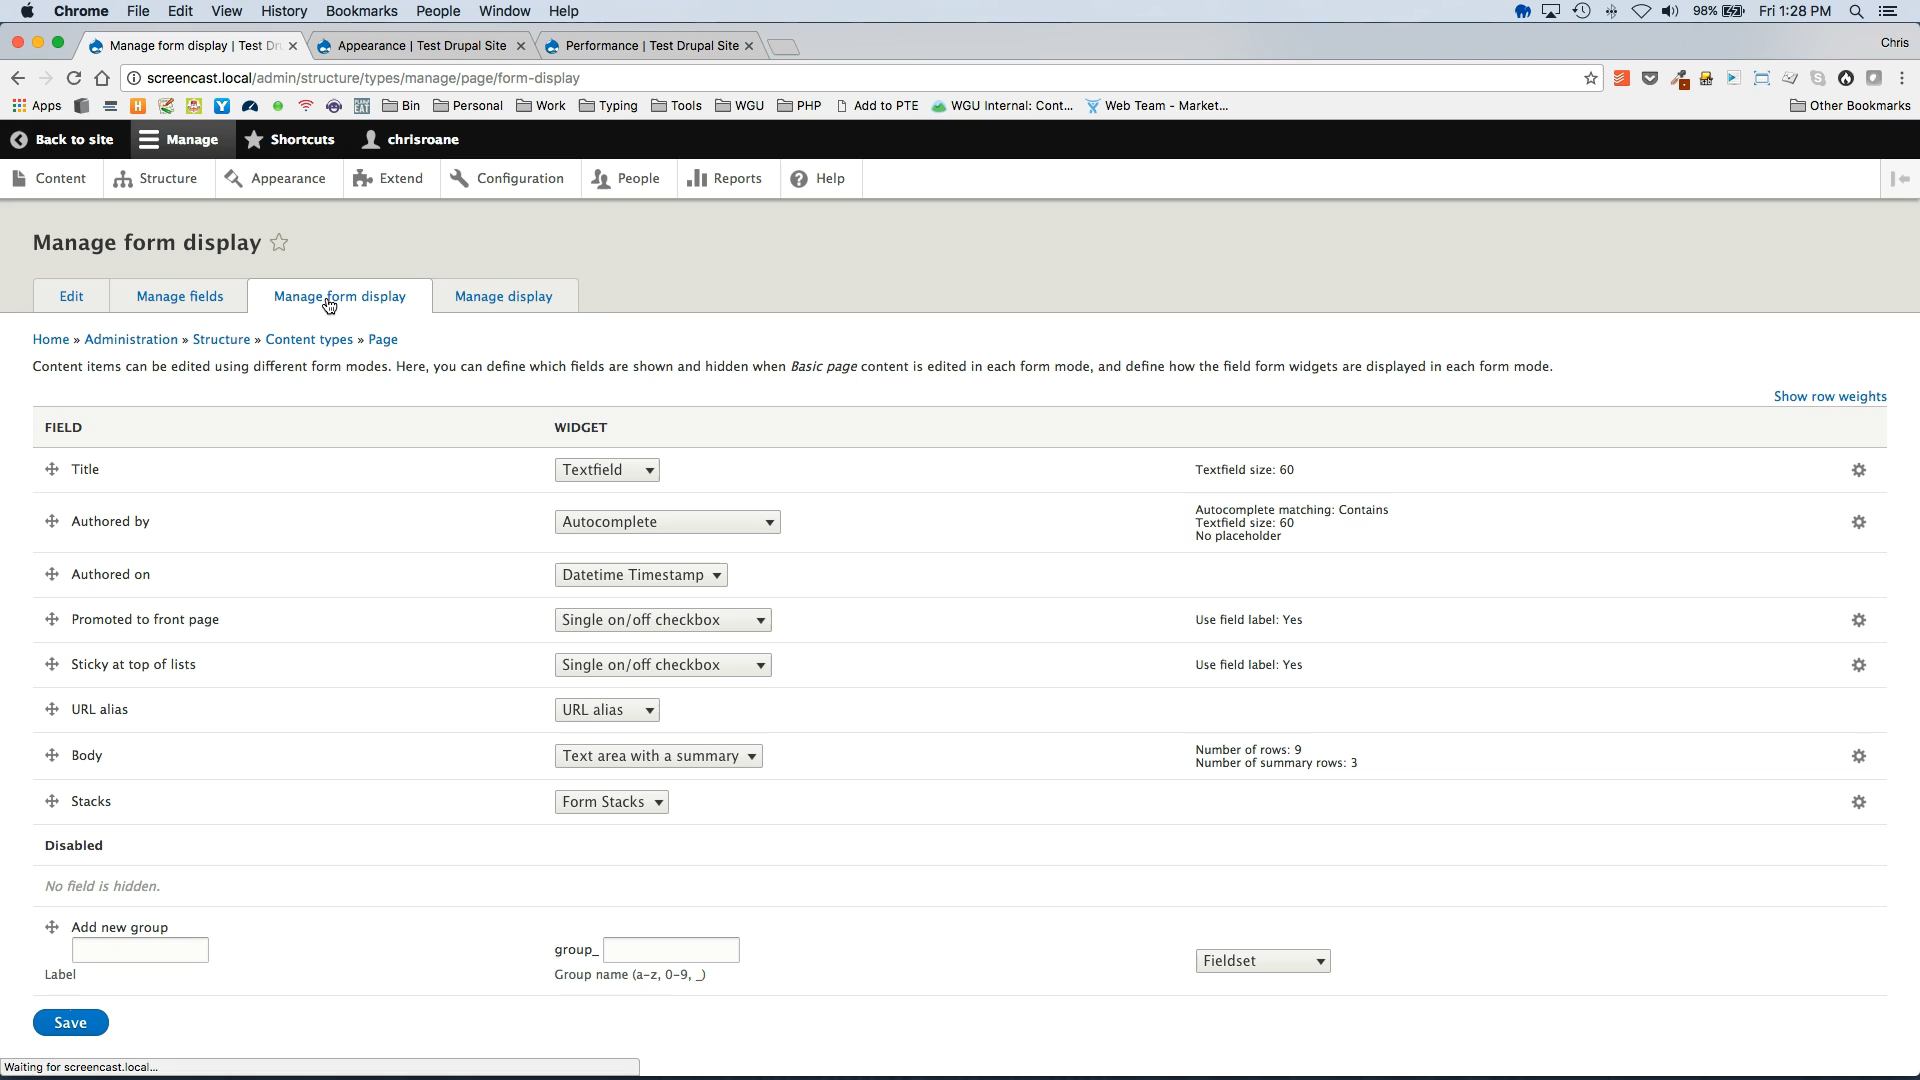 Chrome File Edit View History Bookmarks People Window Help 98% Fri 1:28 PM
Manage form display | Test Dr Appearance | Test Drupal Site Performance | Test Drupal Site Chris
screencast.local/admin/structure/types/manage/page/form-display
Apps Bin Personal Work Typing Tools WGU PHP Add to PTE WGU Internal: Cont... Web Team - Market... Other Bookmarks
Back to site Manage Shortcuts chrisroane
Content Structure Appearance Extend Configuration People Reports Help
Manage form display
Edit Manage fields Manage form display Manage display
Home » Administration » Structure » Content types » Page
Content items can be edited using different form modes. Here, you can define which fields are shown and hidden when Basic page content is edited in each form mode, and define how the field form widgets are displayed in each form mode.
Show row weights
FIELD WIDGET
Title Textfield Textfield size: 60
Authored by Autocomplete Autocomplete matching: Contains
Textfield size: 60
No placeholder
Authored on Datetime Timestamp
Promoted to front page Single on/off checkbox Use field label: Yes
Sticky at top of lists Single on/off checkbox Use field label: Yes
URL alias URL alias
Body Text area with a summary Number of rows: 9
Number of summary rows: 3
Stacks Form Stacks
Disabled
No field is hidden.
Add new group
group_ Fieldset
Label Group name (a-z, 0-9, _)
Save
Waiting for screencast.local...